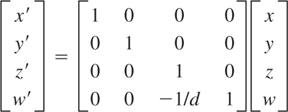 x′ 1 0 0 0 x
y′ = 0 1 0 0 y
z′ 0 0 1 0 z
w′ 0 0 −1/d 1 w